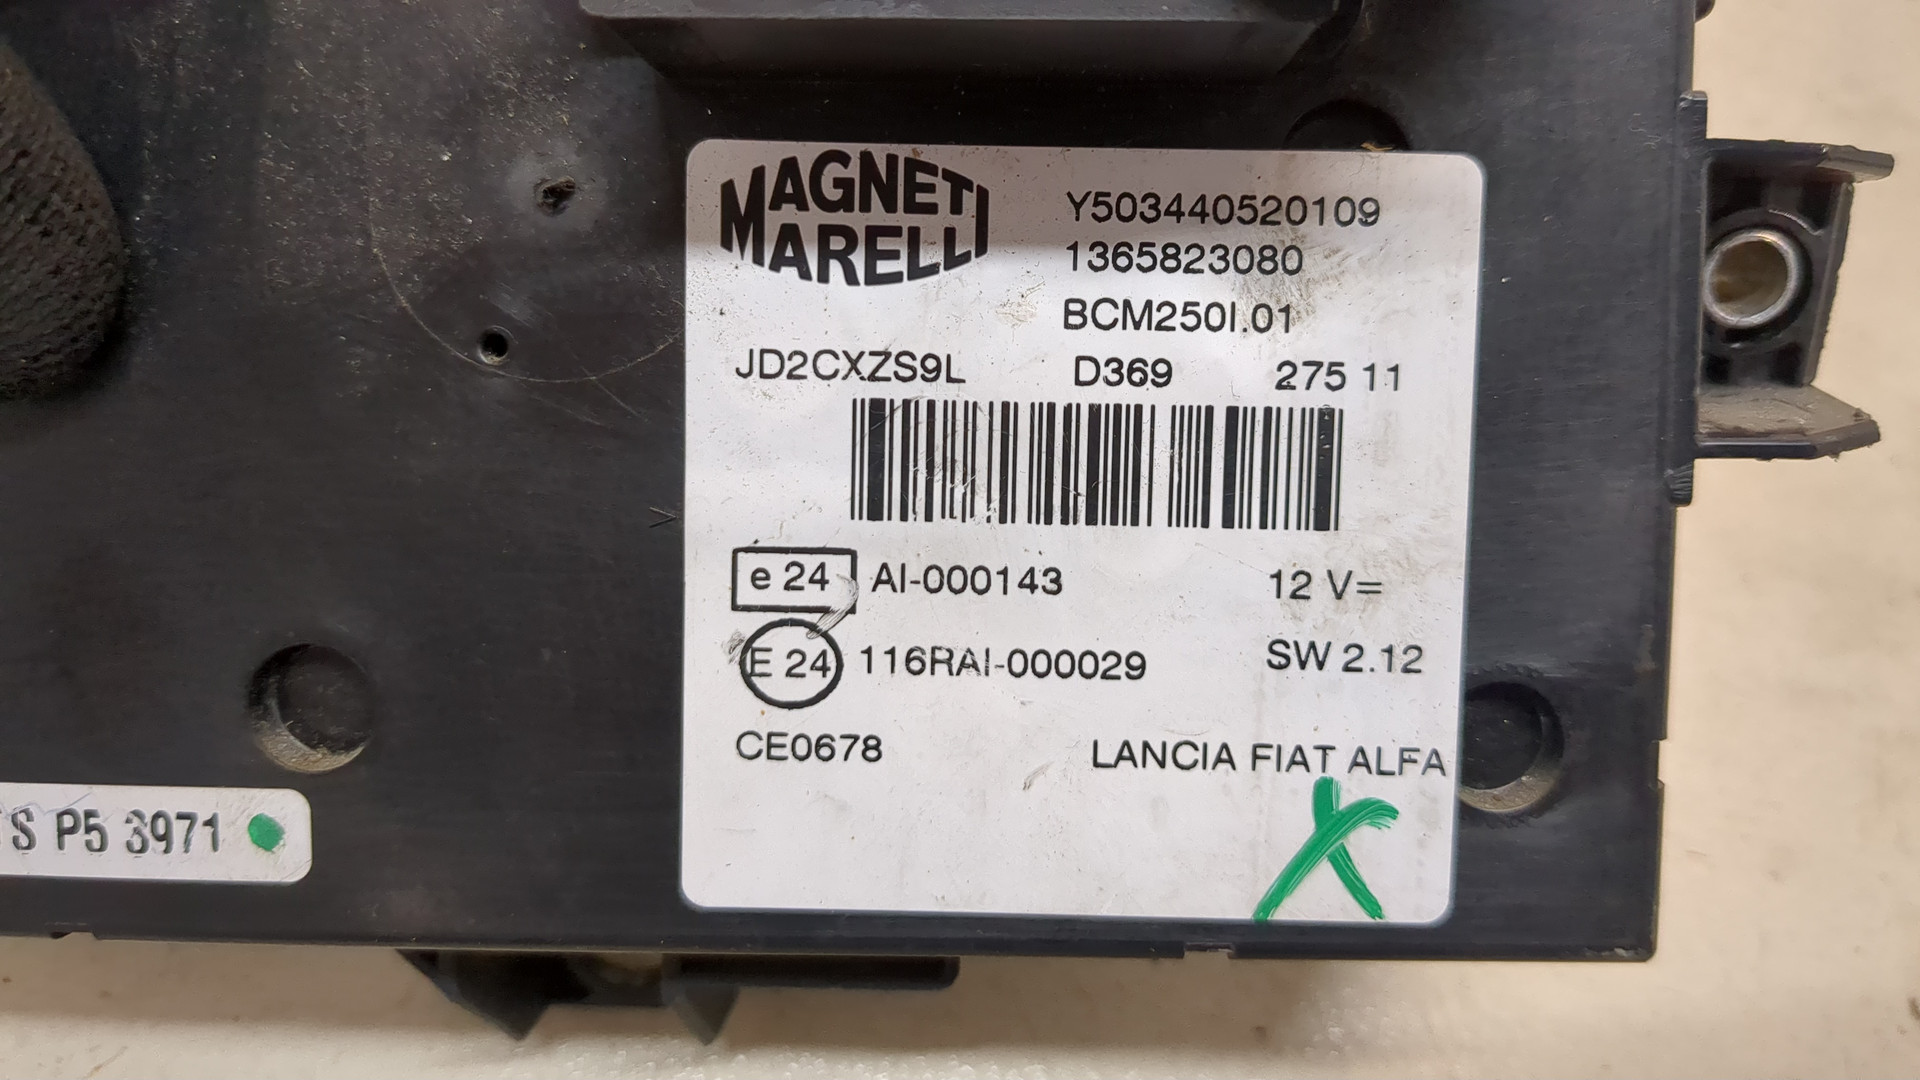 MAGNETI
MARELLI
Y503440520109
1365823080
BCM250I.01
JD2CXZS9L D369 275 11
e 24 AI-000143 12 V=
E 24 116RAI-000029 SW 2.12
CE0678 LANCIA FIAT ALFA
S P5 3971